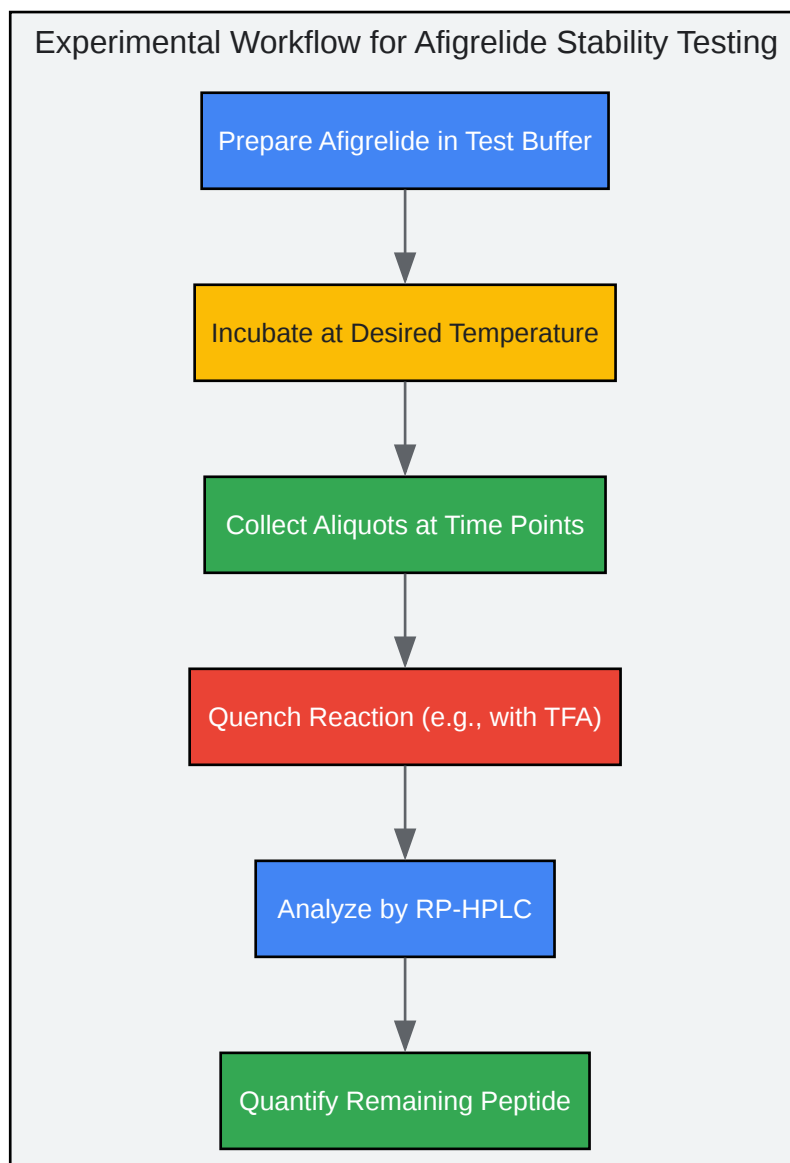 Experimental Workflow for Afigrelide Stability Testing
Prepare Afigrelide in Test Buffer
Incubate at Desired Temperature
Collect Aliquots at Time Points
Quench Reaction (e.g., with TFA)
Analyze by RP-HPLC
Quantify Remaining Peptide